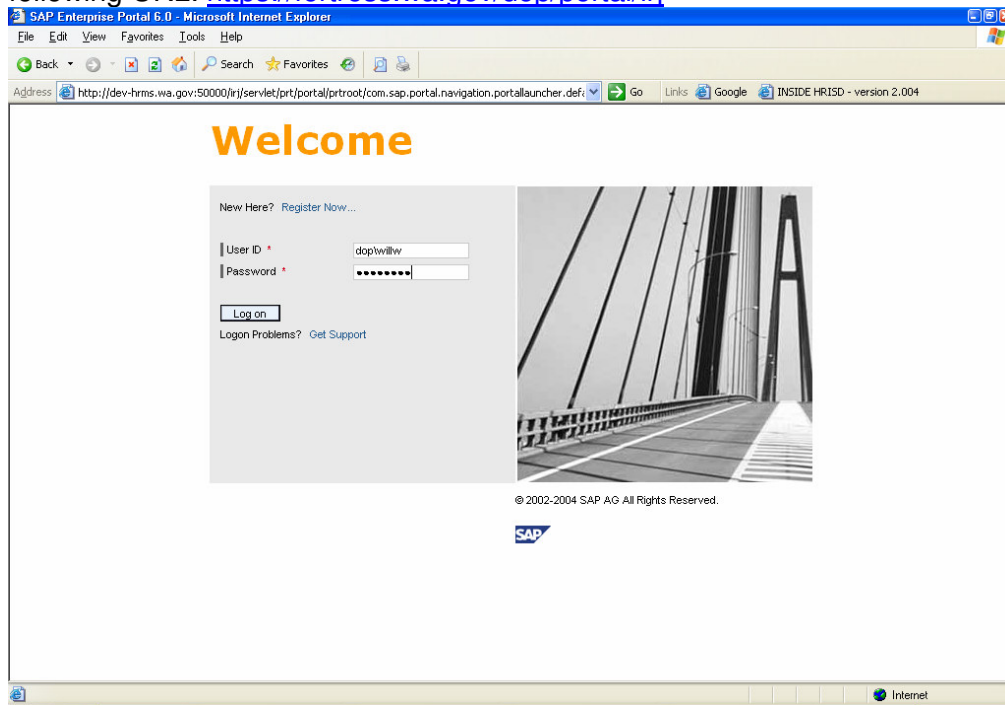 SAP Enterprise Portal 6.0 - Microsoft Internet Explorer
File Edit View Favorites Tools Help
Back Search Favorites
Address http://dev-hrms.wa.gov:50000/irj/servlet/prt/portal/prtroot/com.sap.portal.navigation.portallauncher.defa Go Links Google INSIDE HRISD - version 2.004
Welcome
New Here? Register Now...
User ID * dop\willw
Password * ••••••••
Log on
Logon Problems? Get Support
© 2002-2004 SAP AG All Rights Reserved.
SAP
Internet